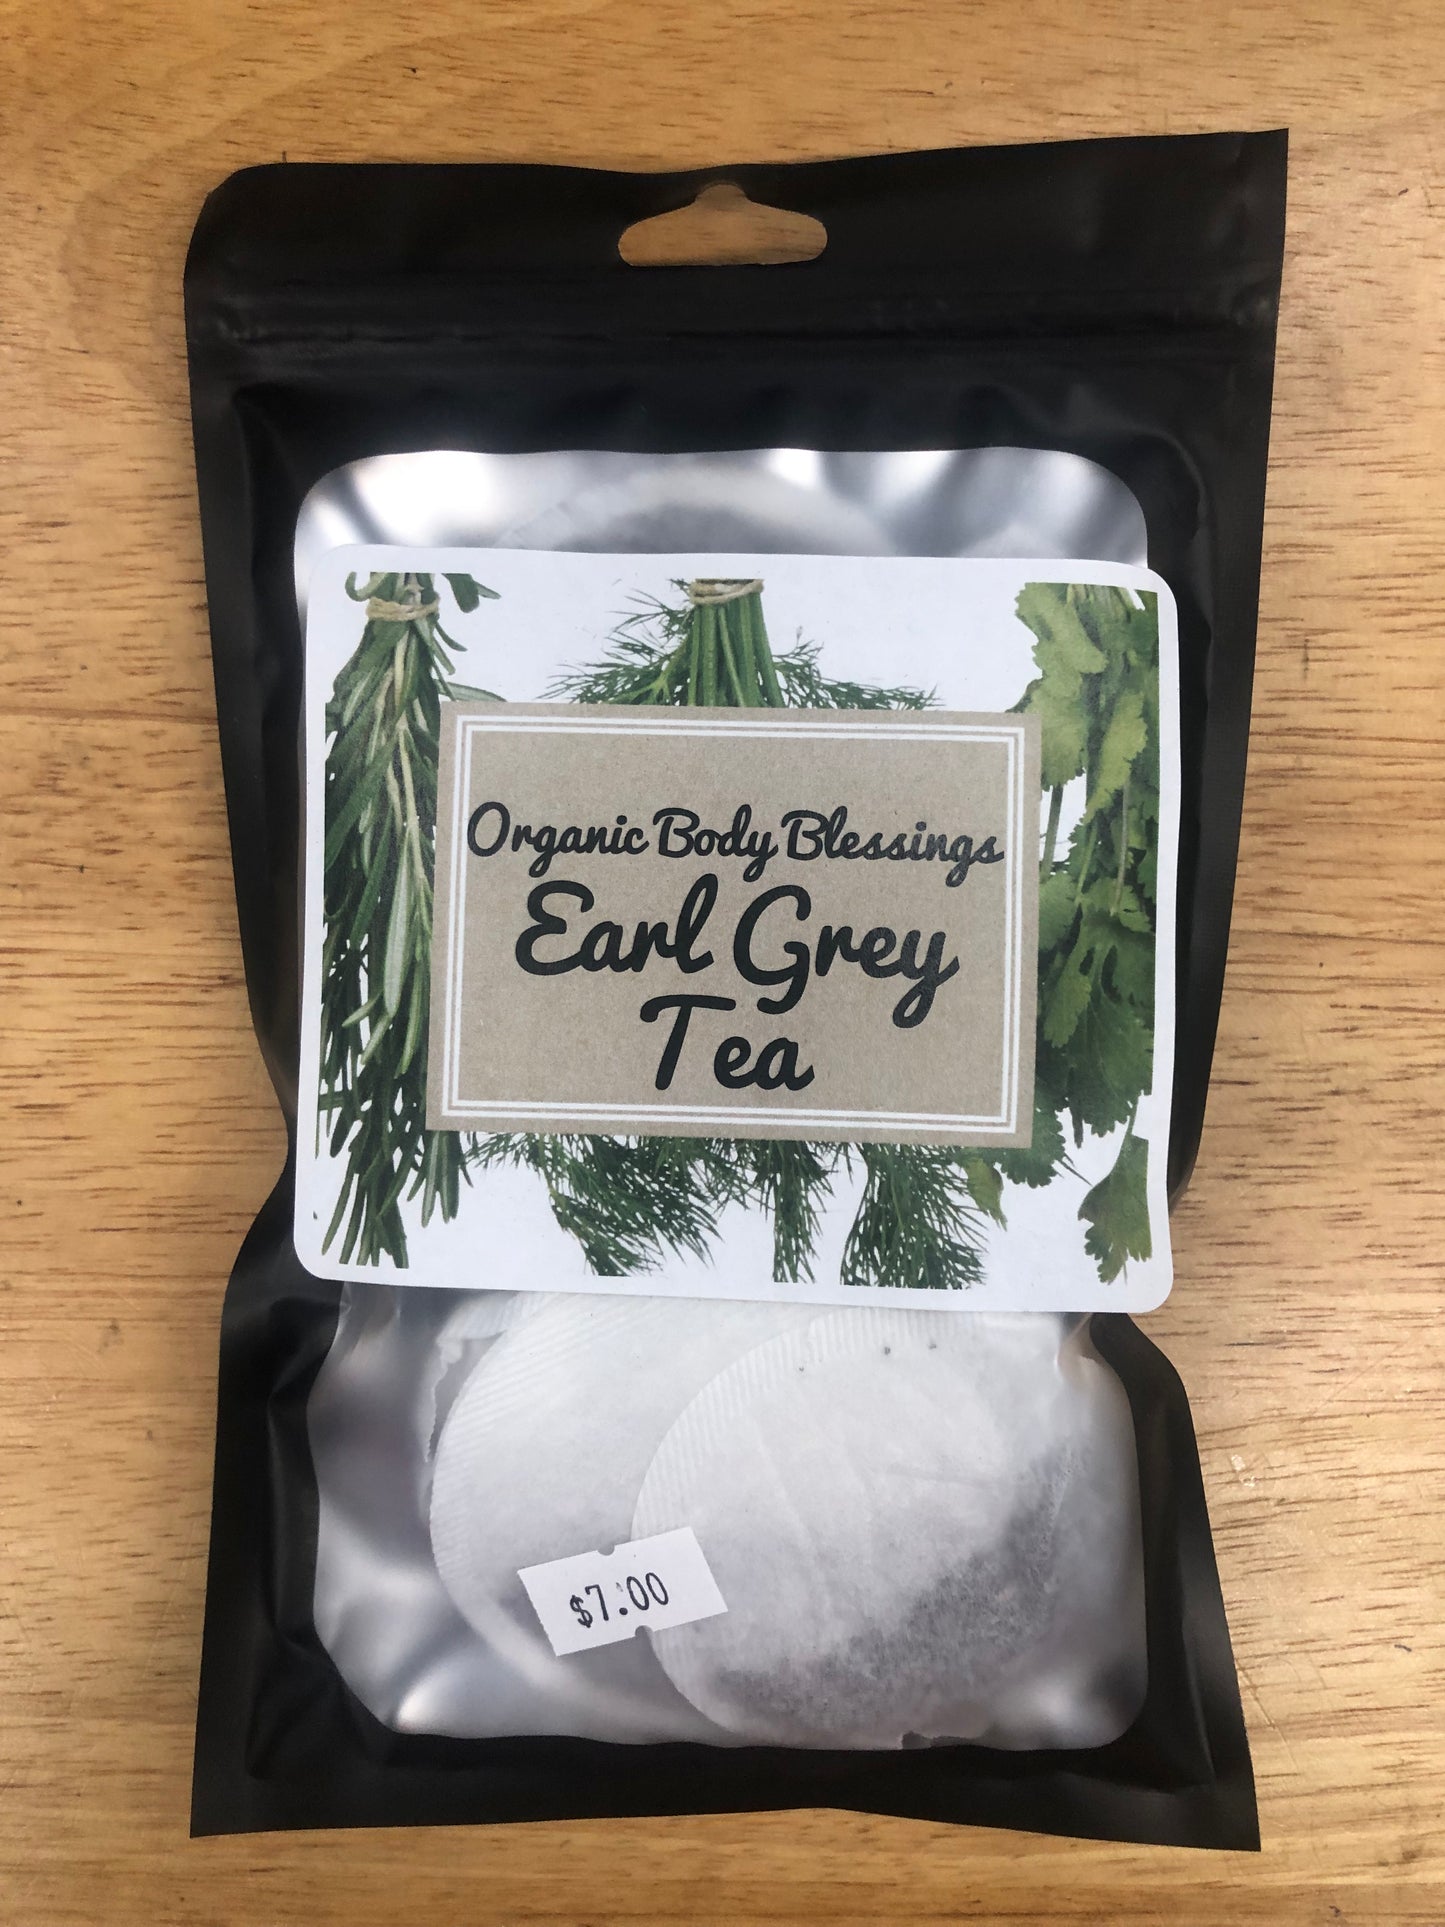 Organic Body Blessings
Earl Grey
Tea
$7.00